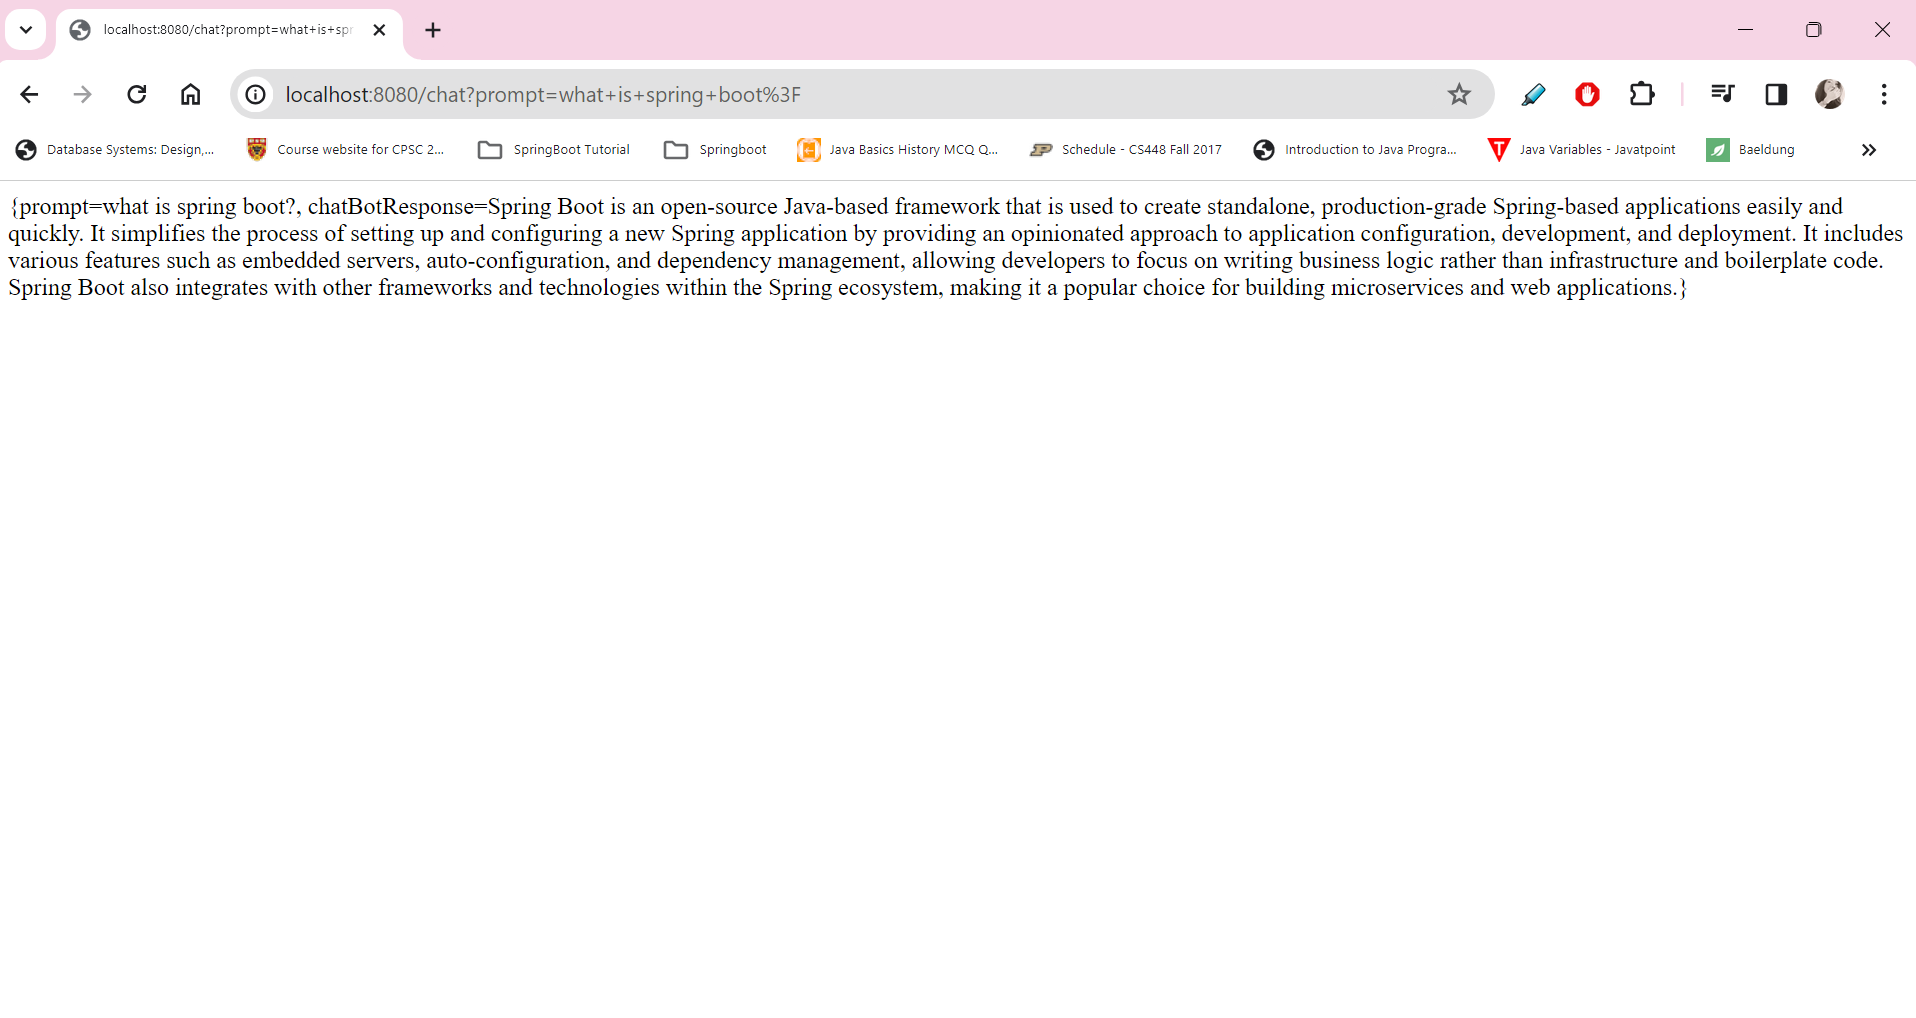 localhost:8080/chat?prompt=what+is+spr
localhost:8080/chat?prompt=what+is+spring+boot%3F
Database Systems: Design,... Course website for CPSC 2... SpringBoot Tutorial Springboot Java Basics History MCQ Q... Schedule - CS448 Fall 2017 Introduction to Java Progra... Java Variables - Javatpoint Baeldung
{prompt=what is spring boot?, chatBotResponse=Spring Boot is an open-source Java-based framework that is used to create standalone, production-grade Spring-based applications easily and
quickly. It simplifies the process of setting up and configuring a new Spring application by providing an opinionated approach to application configuration, development, and deployment. It includes
various features such as embedded servers, auto-configuration, and dependency management, allowing developers to focus on writing business logic rather than infrastructure and boilerplate code.
Spring Boot also integrates with other frameworks and technologies within the Spring ecosystem, making it a popular choice for building microservices and web applications.}